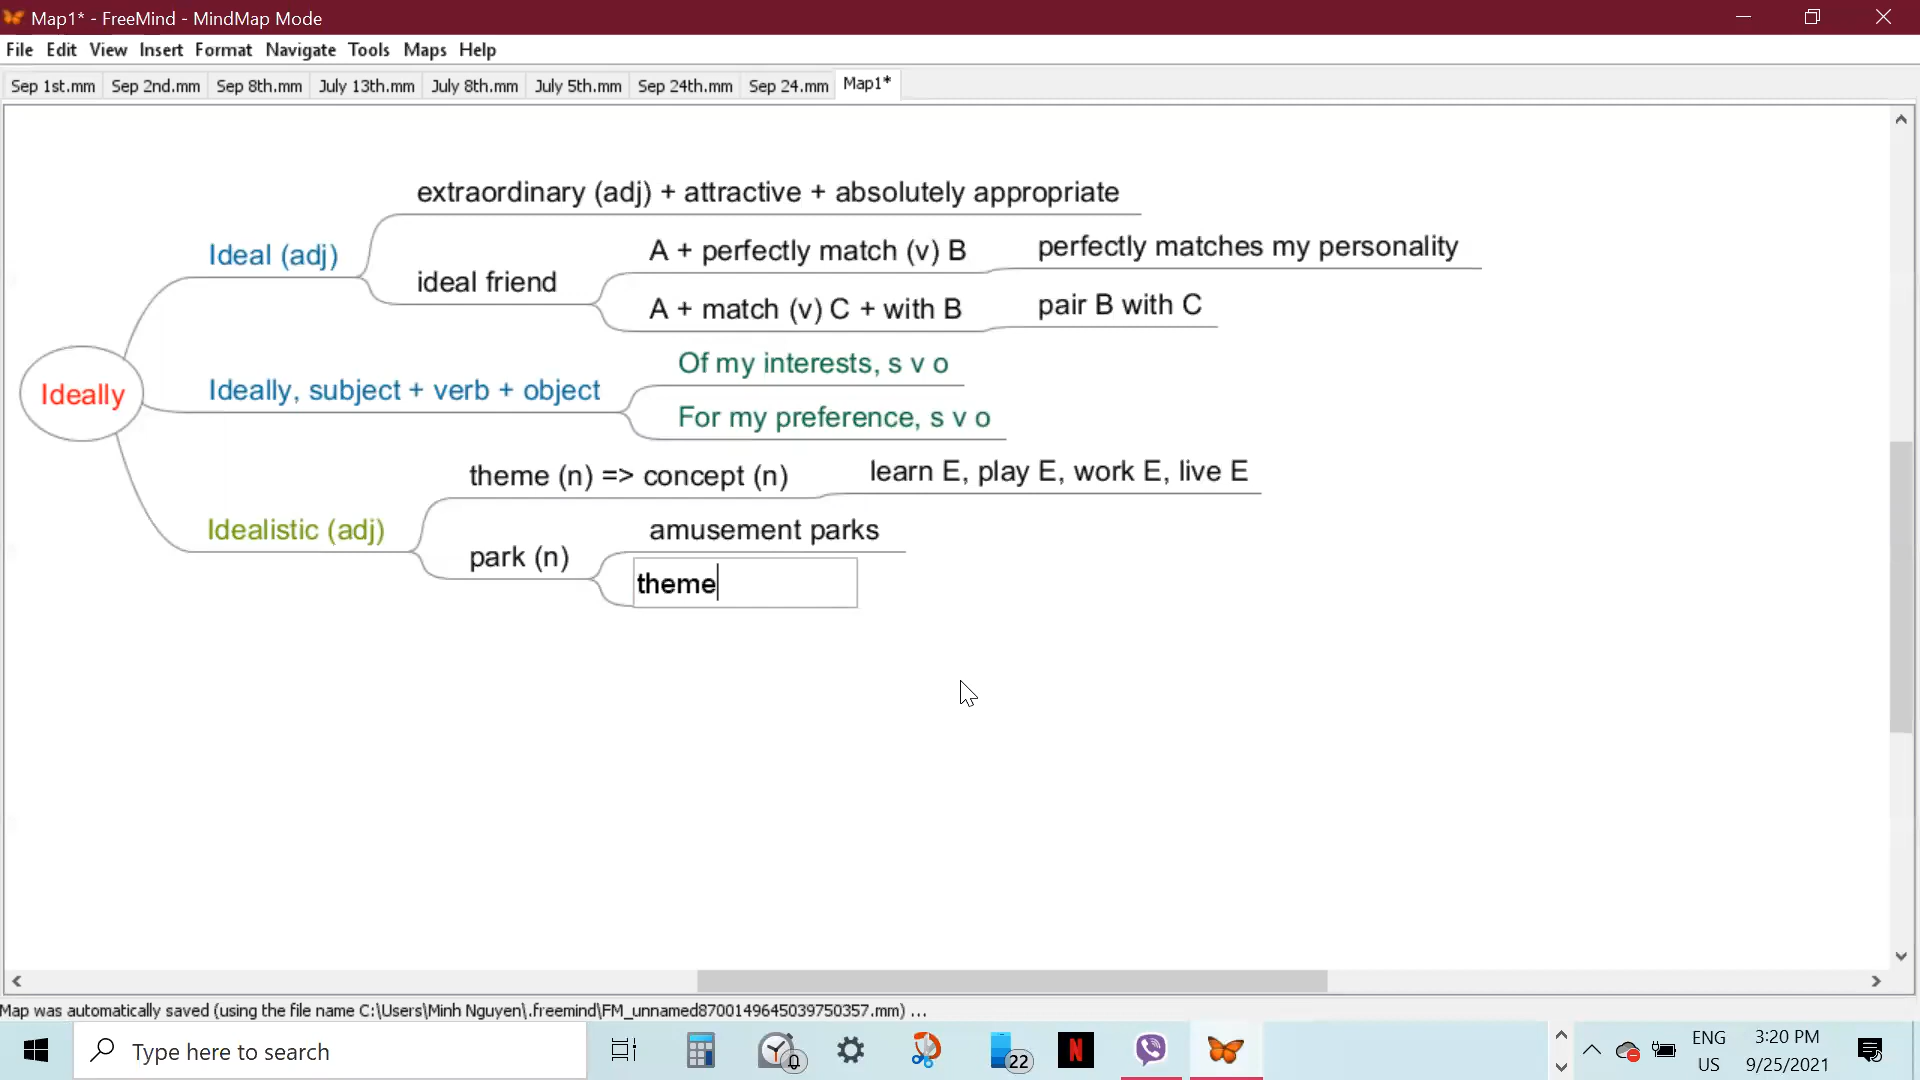 Map1* - FreeMind - MindMap Mode
File Edit View Insert Format Navigate Tools Maps Help
Sep 1st.mm Sep 2nd.mm Sep 8th.mm July 13th.mm July 8th.mm July 5th.mm Sep 24th.mm Sep 24.mm Map1*
extraordinary (adj) + attractive + absolutely appropriate
Ideal (adj)
A + perfectly match (v) B
perfectly matches my personality
ideal friend
A + match (v) C + with B
pair B with C
Of my interests, s v o
Ideally
Ideally, subject + verb + object
For my preference, s v o
theme (n) => concept (n)
learn E, play E, work E, live E
Idealistic (adj)
amusement parks
park (n)
theme
Map was automatically saved (using the file name C:\Users\Minh Nguyen\.freemind\FM_unnamed8700149645039750357.mm) ...
Type here to search
22
N
ENG
US
3:20 PM
9/25/2021